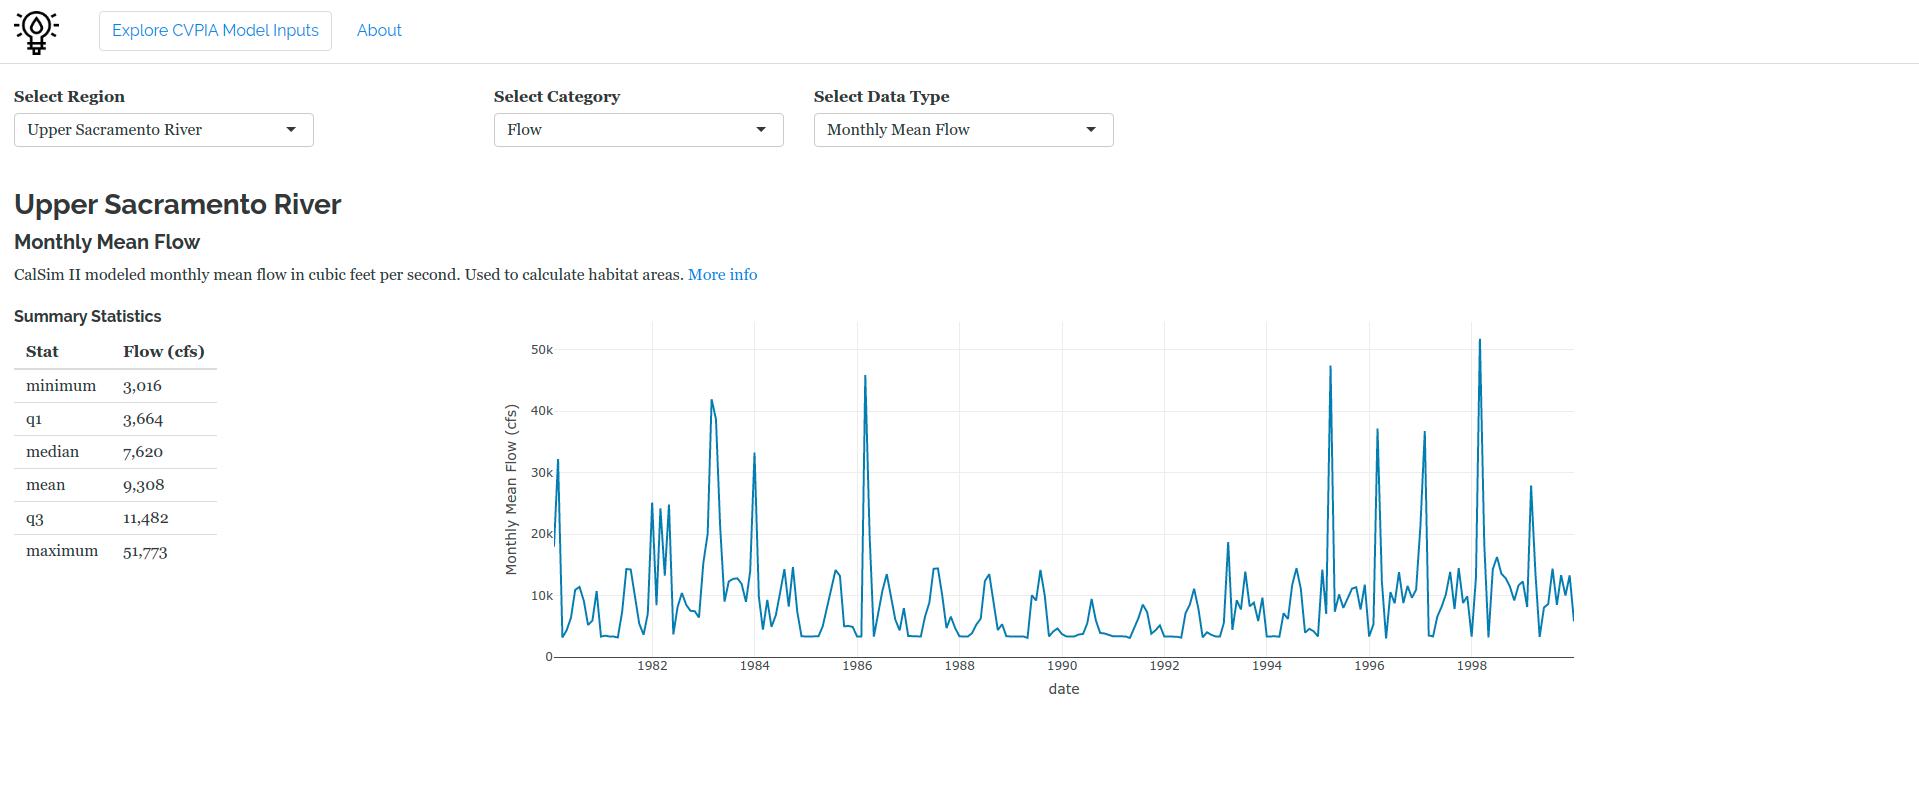 Explore CVPIA Model Inputs
About
Select Region
Select Category
Select Data Type
Upper Sacramento River
Flow
Monthly Mean Flow
Upper Sacramento River
Monthly Mean Flow
CalSim II modeled monthly mean flow in cubic feet per second. Used to calculate habitat areas. More info
Summary Statistics
Stat Flow (cfs)
minimum 3,016
q1 3,664
median 7,620
mean 9,308
q3 11,482
maximum 51,773
Monthly Mean Flow (cfs)
50k
40k
30k
20k
10k
0
1982 1984 1986 1988 1990 1992 1994 1996 1998
date